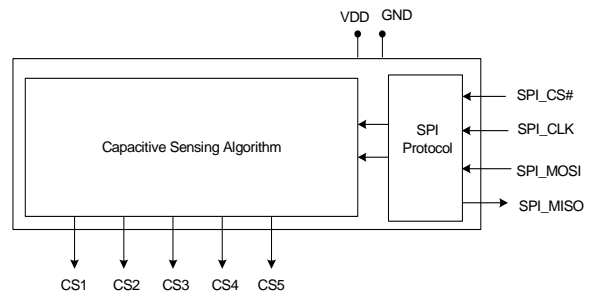 VDD GND
Capacitive Sensing Algorithm
SPI
Protocol
SPI_CS#
SPI_CLK
SPI_MOSI
SPI_MISO
CS1 CS2 CS3 CS4 CS5